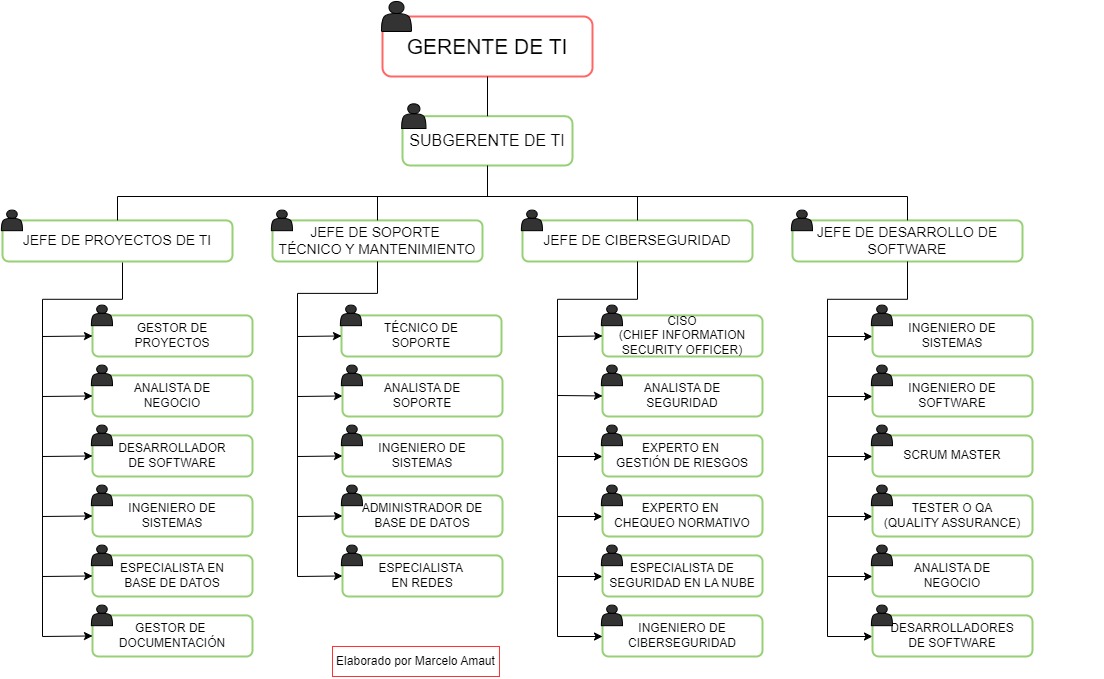 GERENTE DE TI
SUBGERENTE DE TI
JEFE DE PROYECTOS DE TI
JEFE DE SOPORTE
TÉCNICO Y MANTENIMIENTO
JEFE DE CIBERSEGURIDAD
JEFE DE DESARROLLO DE
SOFTWARE
GESTOR DE
PROYECTOS
ANALISTA DE
NEGOCIO
DESARROLLADOR
DE SOFTWARE
INGENIERO DE
SISTEMAS
ESPECIALISTA EN
BASE DE DATOS
GESTOR DE
DOCUMENTACIÓN
TÉCNICO DE
SOPORTE
ANALISTA DE
SOPORTE
INGENIERO DE
SISTEMAS
ADMINISTRADOR DE
BASE DE DATOS
ESPECIALISTA
EN REDES
CISO
(CHIEF INFORMATION
SECURITY OFFICER)
ANALISTA DE
SEGURIDAD
EXPERTO EN
GESTIÓN DE RIESGOS
EXPERTO EN
CHEQUEO NORMATIVO
ESPECIALISTA DE
SEGURIDAD EN LA NUBE
INGENIERO DE
CIBERSEGURIDAD
INGENIERO DE
SISTEMAS
INGENIERO DE
SOFTWARE
SCRUM MASTER
TESTER O QA
(QUALITY ASSURANCE)
ANALISTA DE
NEGOCIO
DESARROLLADORES
DE SOFTWARE
Elaborado por Marcelo Amaut